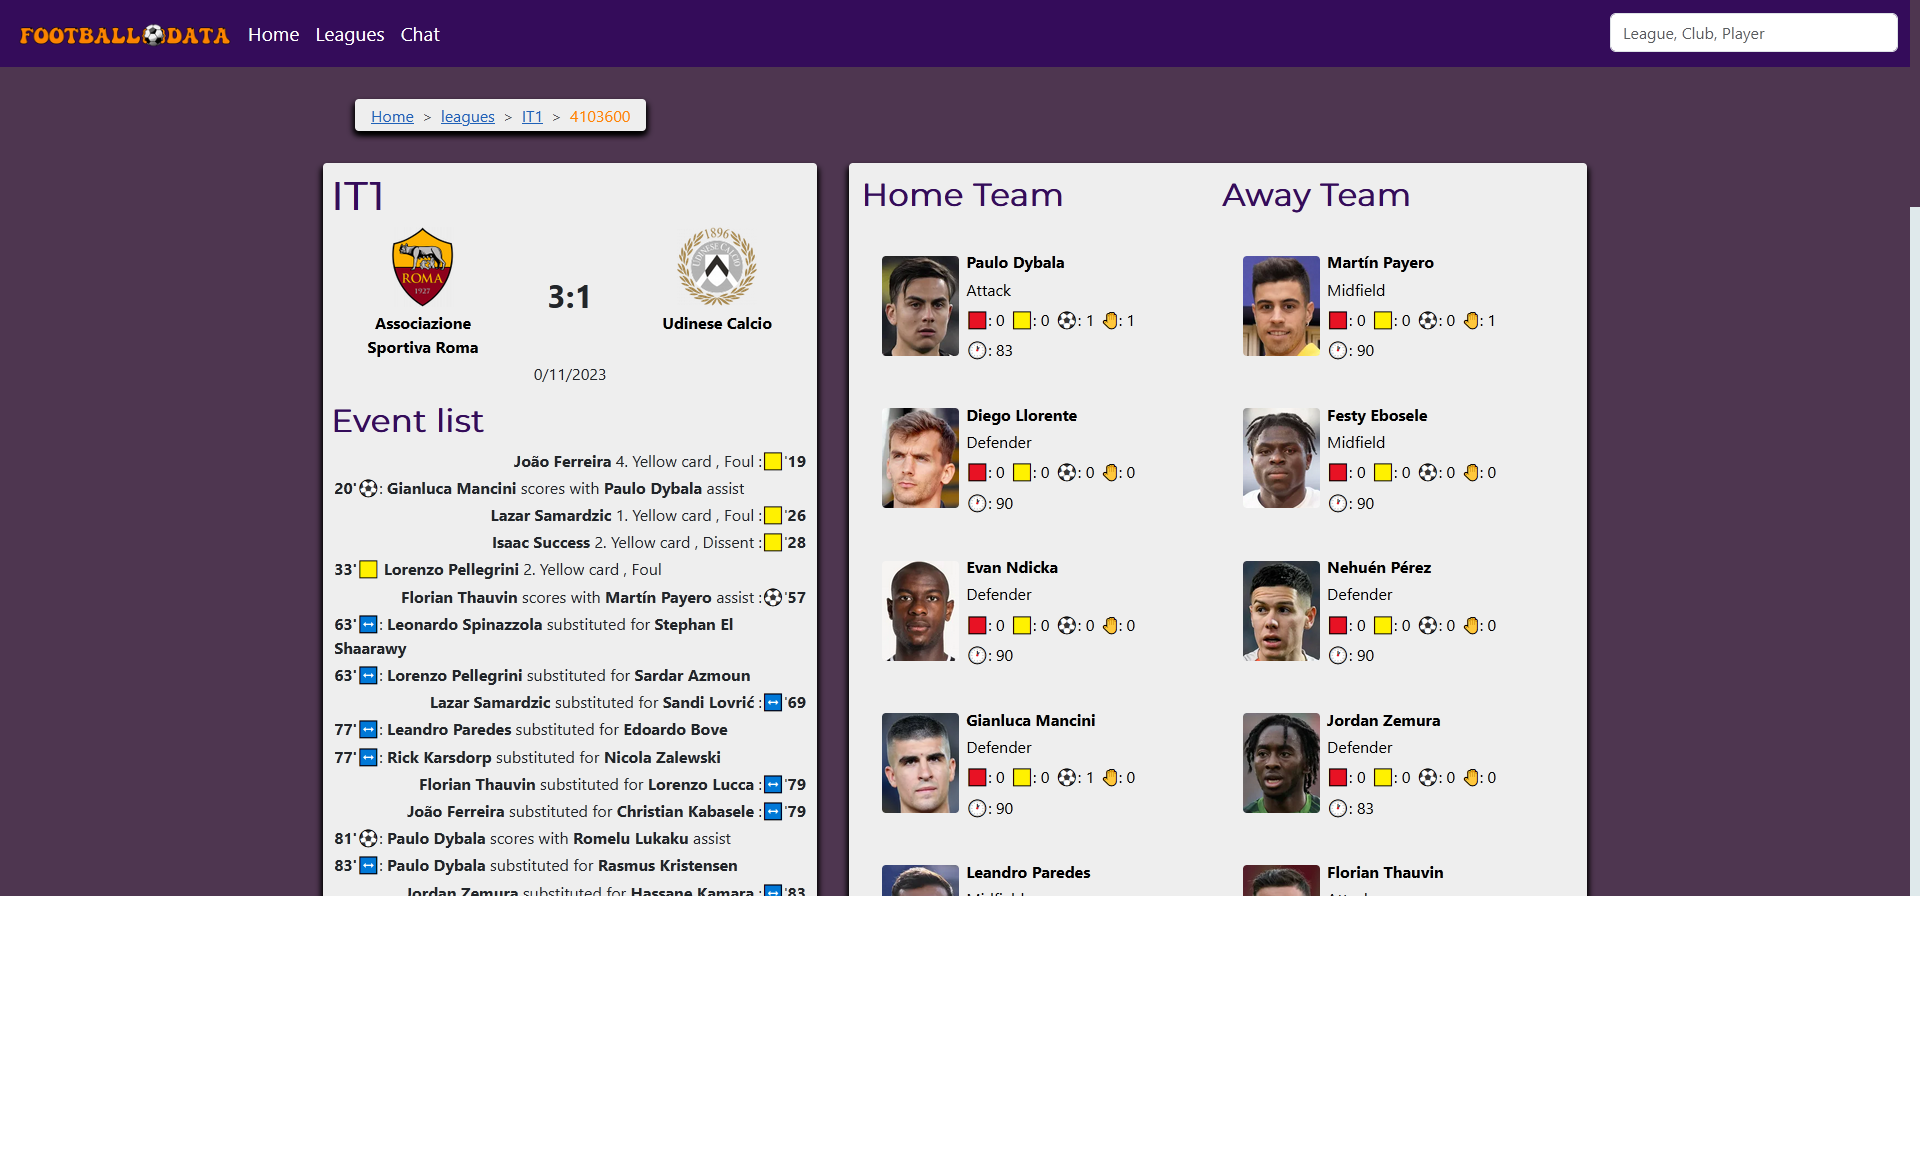 FOOTBALL DATA Home Leagues Chat League, Club, Player
Home > leagues > IT1 > 4103600
IT1
ROMA
1927
1896
UDINESE CALCIO
3:1
Associazione
Sportiva Roma
Udinese Calcio
0/11/2023
Event list
João Ferreira 4. Yellow card , Foul : '19
20' : Gianluca Mancini scores with Paulo Dybala assist
Lazar Samardzic 1. Yellow card , Foul : '26
Isaac Success 2. Yellow card , Dissent : '28
33' Lorenzo Pellegrini 2. Yellow card , Foul
Florian Thauvin scores with Martín Payero assist : '57
63' : Leonardo Spinazzola substituted for Stephan El
Shaarawy
63' : Lorenzo Pellegrini substituted for Sardar Azmoun
Lazar Samardzic substituted for Sandi Lovrić : '69
77' : Leandro Paredes substituted for Edoardo Bove
77' : Rick Karsdorp substituted for Nicola Zalewski
Florian Thauvin substituted for Lorenzo Lucca : '79
João Ferreira substituted for Christian Kabasele : '79
81' : Paulo Dybala scores with Romelu Lukaku assist
83' : Paulo Dybala substituted for Rasmus Kristensen
Jordan Zemura substituted for Hassane Kamara : '83
Home Team
Paulo Dybala
Attack
: 0 : 0 : 1 : 1
: 83
Diego Llorente
Defender
: 0 : 0 : 0 : 0
: 90
Evan Ndicka
Defender
: 0 : 0 : 0 : 0
: 90
Gianluca Mancini
Defender
: 0 : 0 : 1 : 0
: 90
Leandro Paredes
Away Team
Martín Payero
Midfield
: 0 : 0 : 0 : 1
: 90
Festy Ebosele
Midfield
: 0 : 0 : 0 : 0
: 90
Nehuén Pérez
Defender
: 0 : 0 : 0 : 0
: 90
Jordan Zemura
Defender
: 0 : 0 : 0 : 0
: 83
Florian Thauvin